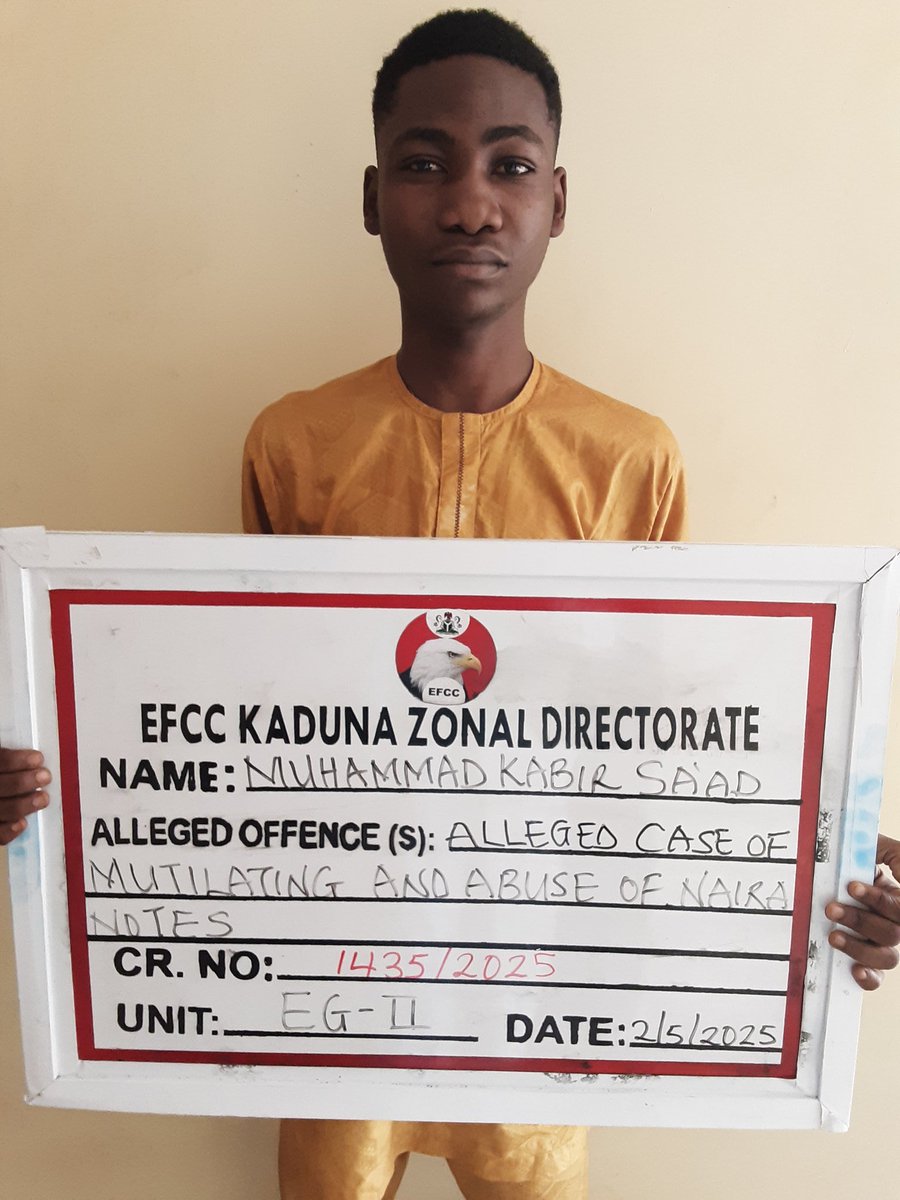 EFCC
EFCC KADUNA ZONAL DIRECTORATE
NAME: MUHAMMAD KABIR SA'AD
ALLEGED OFFENCE (S): ALLEGED CASE OF
MUTILATING AND ABUSE OF NAIRA
NOTES
CR. NO: 1435/2025
UNIT: EG-II DATE: 2/5/2025